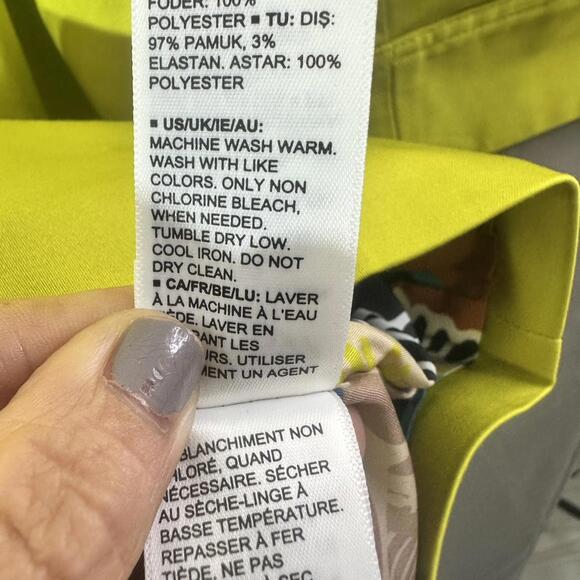 FODER: 100%
POLYESTER ■ TU: DIŞ:
97% PAMUK, 3%
ELASTAN. ASTAR: 100%
POLYESTER
■ US/UK/IE/AU:
MACHINE WASH WARM.
WASH WITH LIKE
COLORS. ONLY NON
CHLORINE BLEACH,
WHEN NEEDED.
TUMBLE DRY LOW.
COOL IRON. DO NOT
DRY CLEAN.
■ CA/FR/BE/LU: LAVER
À LA MACHINE À L'EAU
LAVER EN
LES
UTILISER
UN AGENT
BLANCHIMENT NON
QUAND
NÉCESSAIRE. SÉCHER
AU SÈCHE-LINGE À
BASSE TEMPÉRATURE.
REPASSER À FER
TIÈDE, NE PAS
À SEC